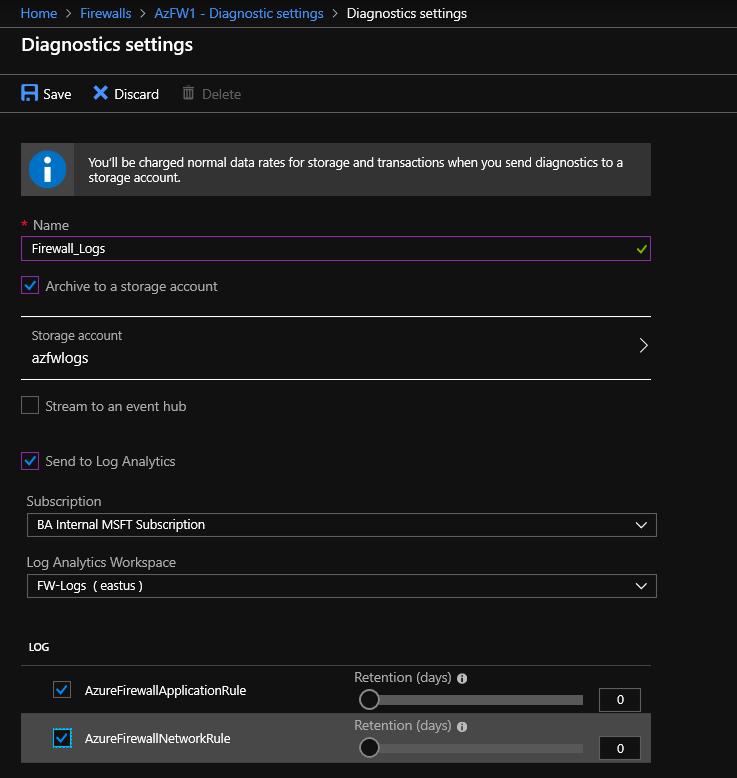 Home > Firewalls > AzFW1 - Diagnostic settings > Diagnostics settings
Diagnostics settings
Save Discard Delete
You'll be charged normal data rates for storage and transactions when you send diagnostics to a
storage account.
* Name
Firewall_Logs
Archive to a storage account
Storage account
azfwlogs
Stream to an event hub
Send to Log Analytics
Subscription
BA Internal MSFT Subscription
Log Analytics Workspace
FW-Logs ( eastus )
LOG
AzureFirewallApplicationRule
Retention (days)
0
AzureFirewallNetworkRule
Retention (days)
0